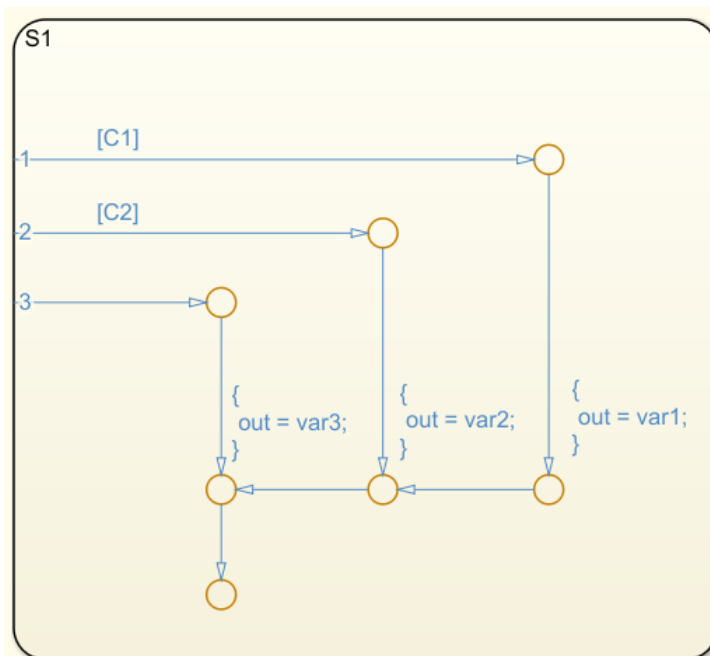 S1
[C1]
1
[C2]
2
3
{
out = var3;
}
{
out = var2;
}
{
out = var1;
}